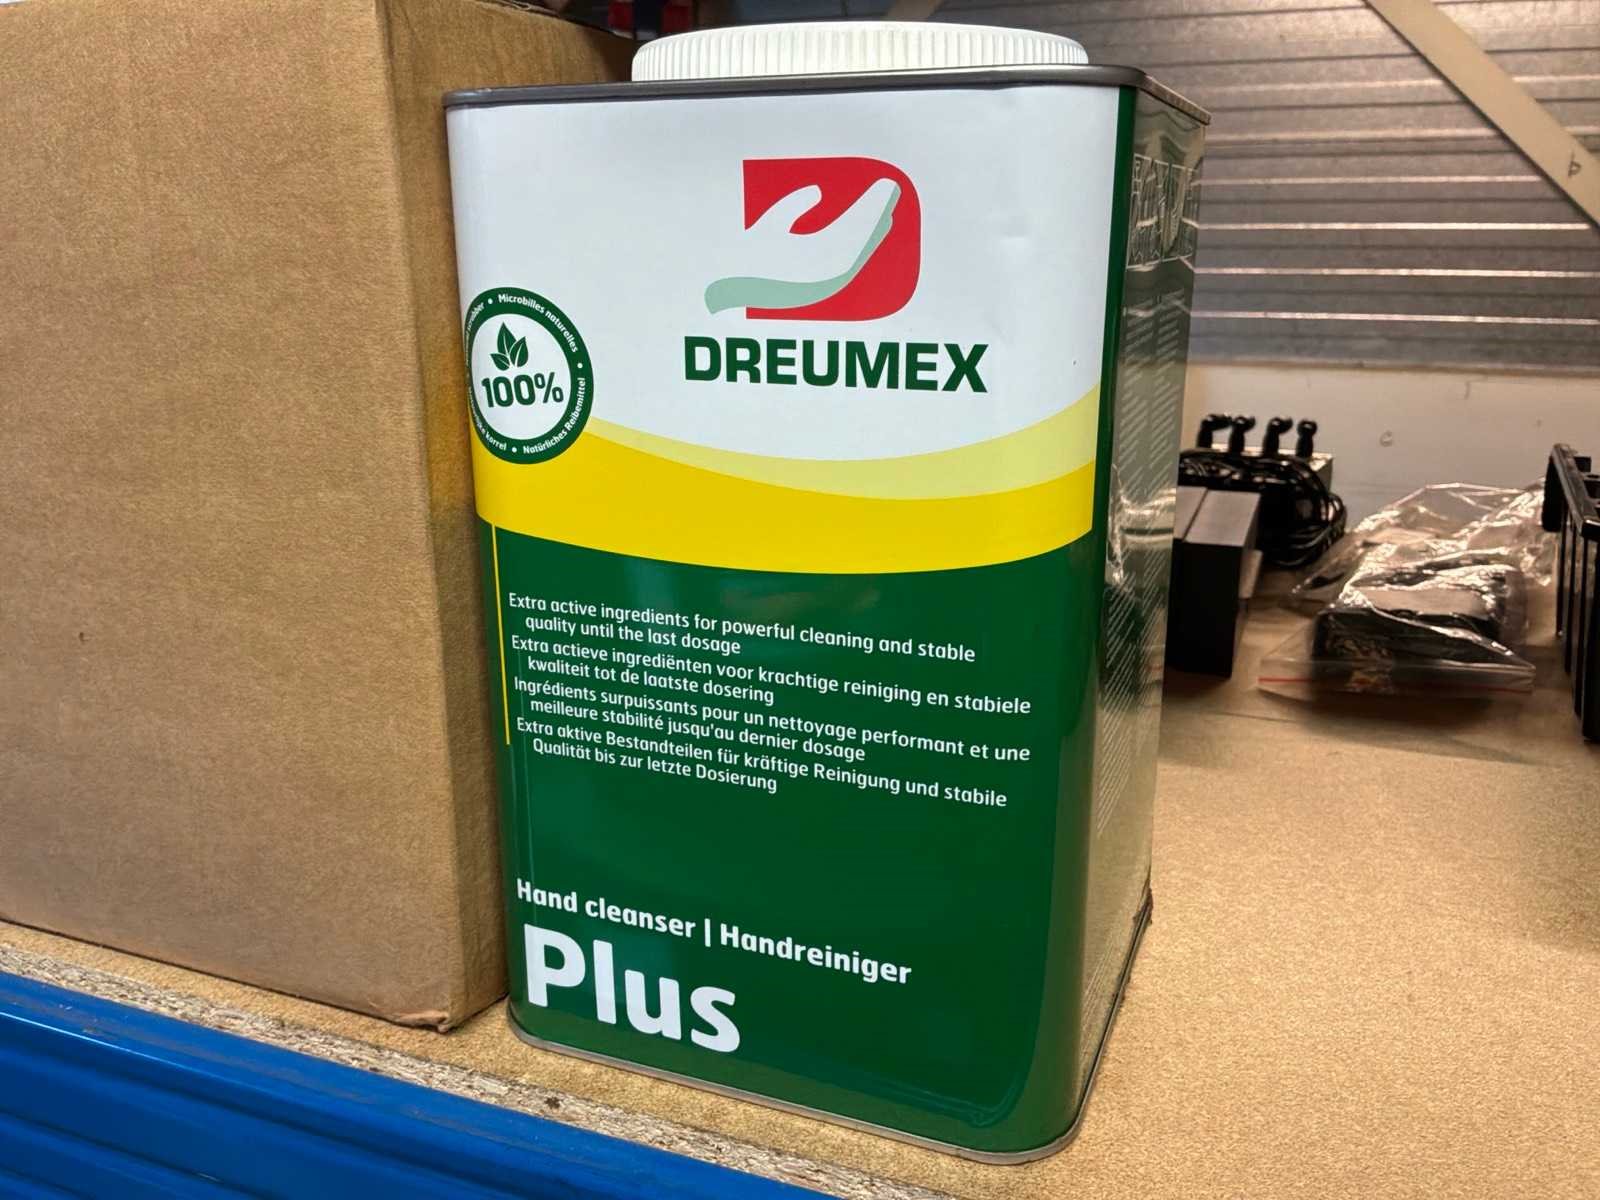 DREUMEX
Microbilles naturelles
100%
Natürliches Reibemittel
Extra active ingredients for powerful cleaning and stable
quality until the last dosage
Extra actieve ingrediënten voor krachtige reiniging en stabiele
kwaliteit tot de laatste dosering
Ingrédients surpuissants pour un nettoyage performant et une
meilleure stabilité jusqu'au dernier dosage
Extra aktive Bestandteilen für kräftige Reinigung und stabile
Qualität bis zur letzte Dosierung
Hand cleanser | Handreiniger
Plus